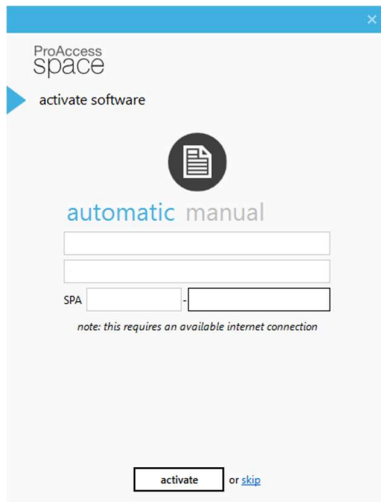 ProAccess
space
activate software
automatic manual
SPA -
note: this requires an available internet connection
activate or skip